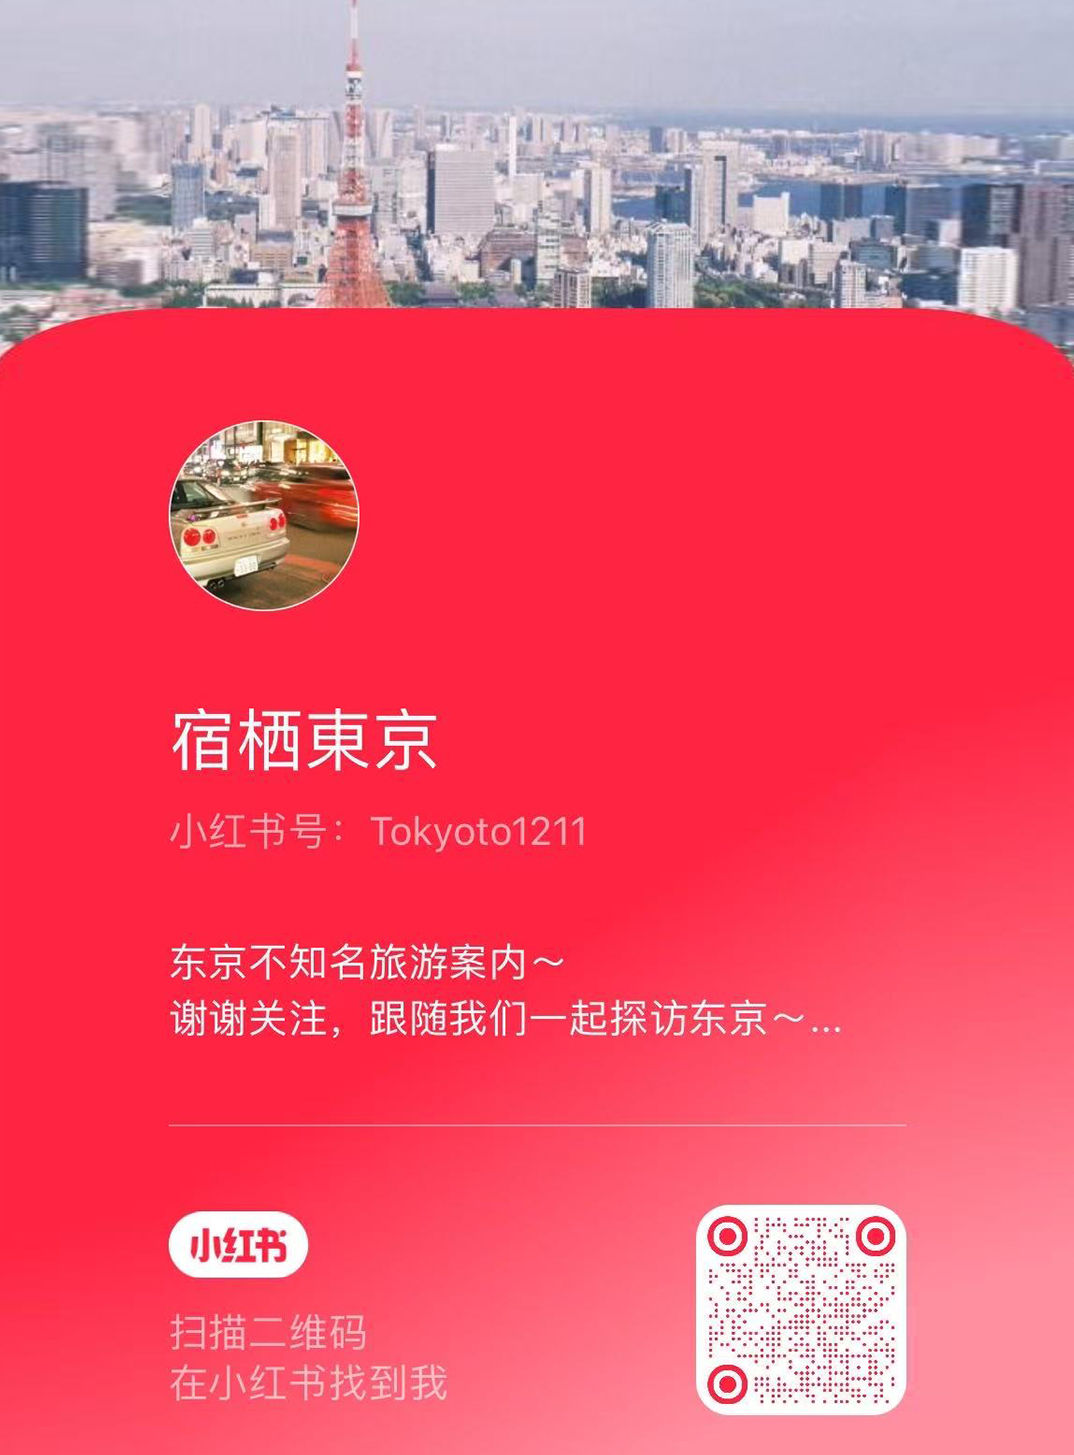 宿栖東京
小红书号：Tokyoto1211
东京不知名旅游案内～
谢谢关注，跟随我们一起探访东京～...
小红书
扫描二维码
在小红书找到我